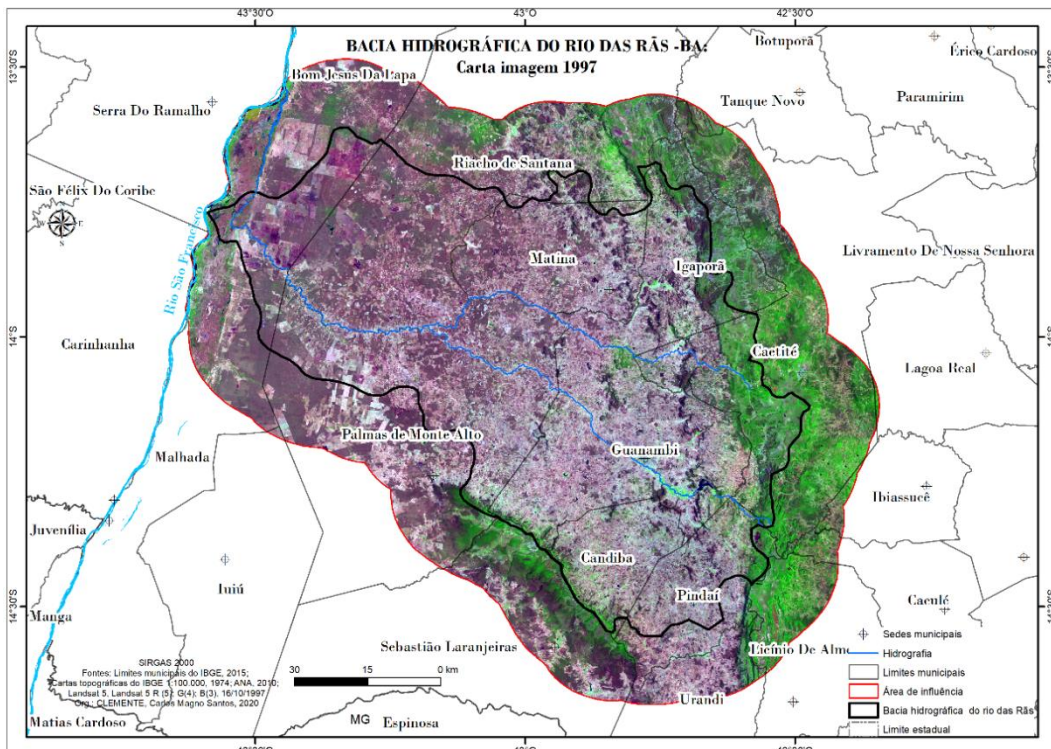 43°30'0
43°0
42°30'0
BACIA HIDROGRÁFICA DO RIO DAS RÃS -BA:
Carta imagem 1997
Botuporã
Érico Cardoso
13°30'S
Bom Jesus Da Lapa
Serra Do Ramalho
Tanque Novo
Paramirim
Riacho de Santana
São Félix Do Coribe
Rio São Francisco
Matina
Igaporã
Livramento De Nossa Senhora
14°S
Carinhanha
Caetité
Lagoa Real
Palmas de Monte Alto
Guanambi
Malhada
Ibiassucê
Juvenília
Candiba
Iuiú
Pindaí
Caculé
14°30'S
Manga
Sebastião Laranjeiras
Licínio De Alme
Sedes municipais
Hidrografia
Limites municipais
Área de influência
Bacia hidrográfica do rio das Rãs
Limite estadual
SIRGAS 2000
Fontes: Limites municipais do IBGE, 2015;
Cartas topográficas do IBGE 1:100.000, 1974; ANA, 2010;
Landsat 5, Landsat 5 R (5); G(4); B(3). 16/10/1997
Org.: CLEMENTE, Carlos Magno Santos, 2020
30 15 0 km
Urandi
Matias Cardoso
MG
Espinosa